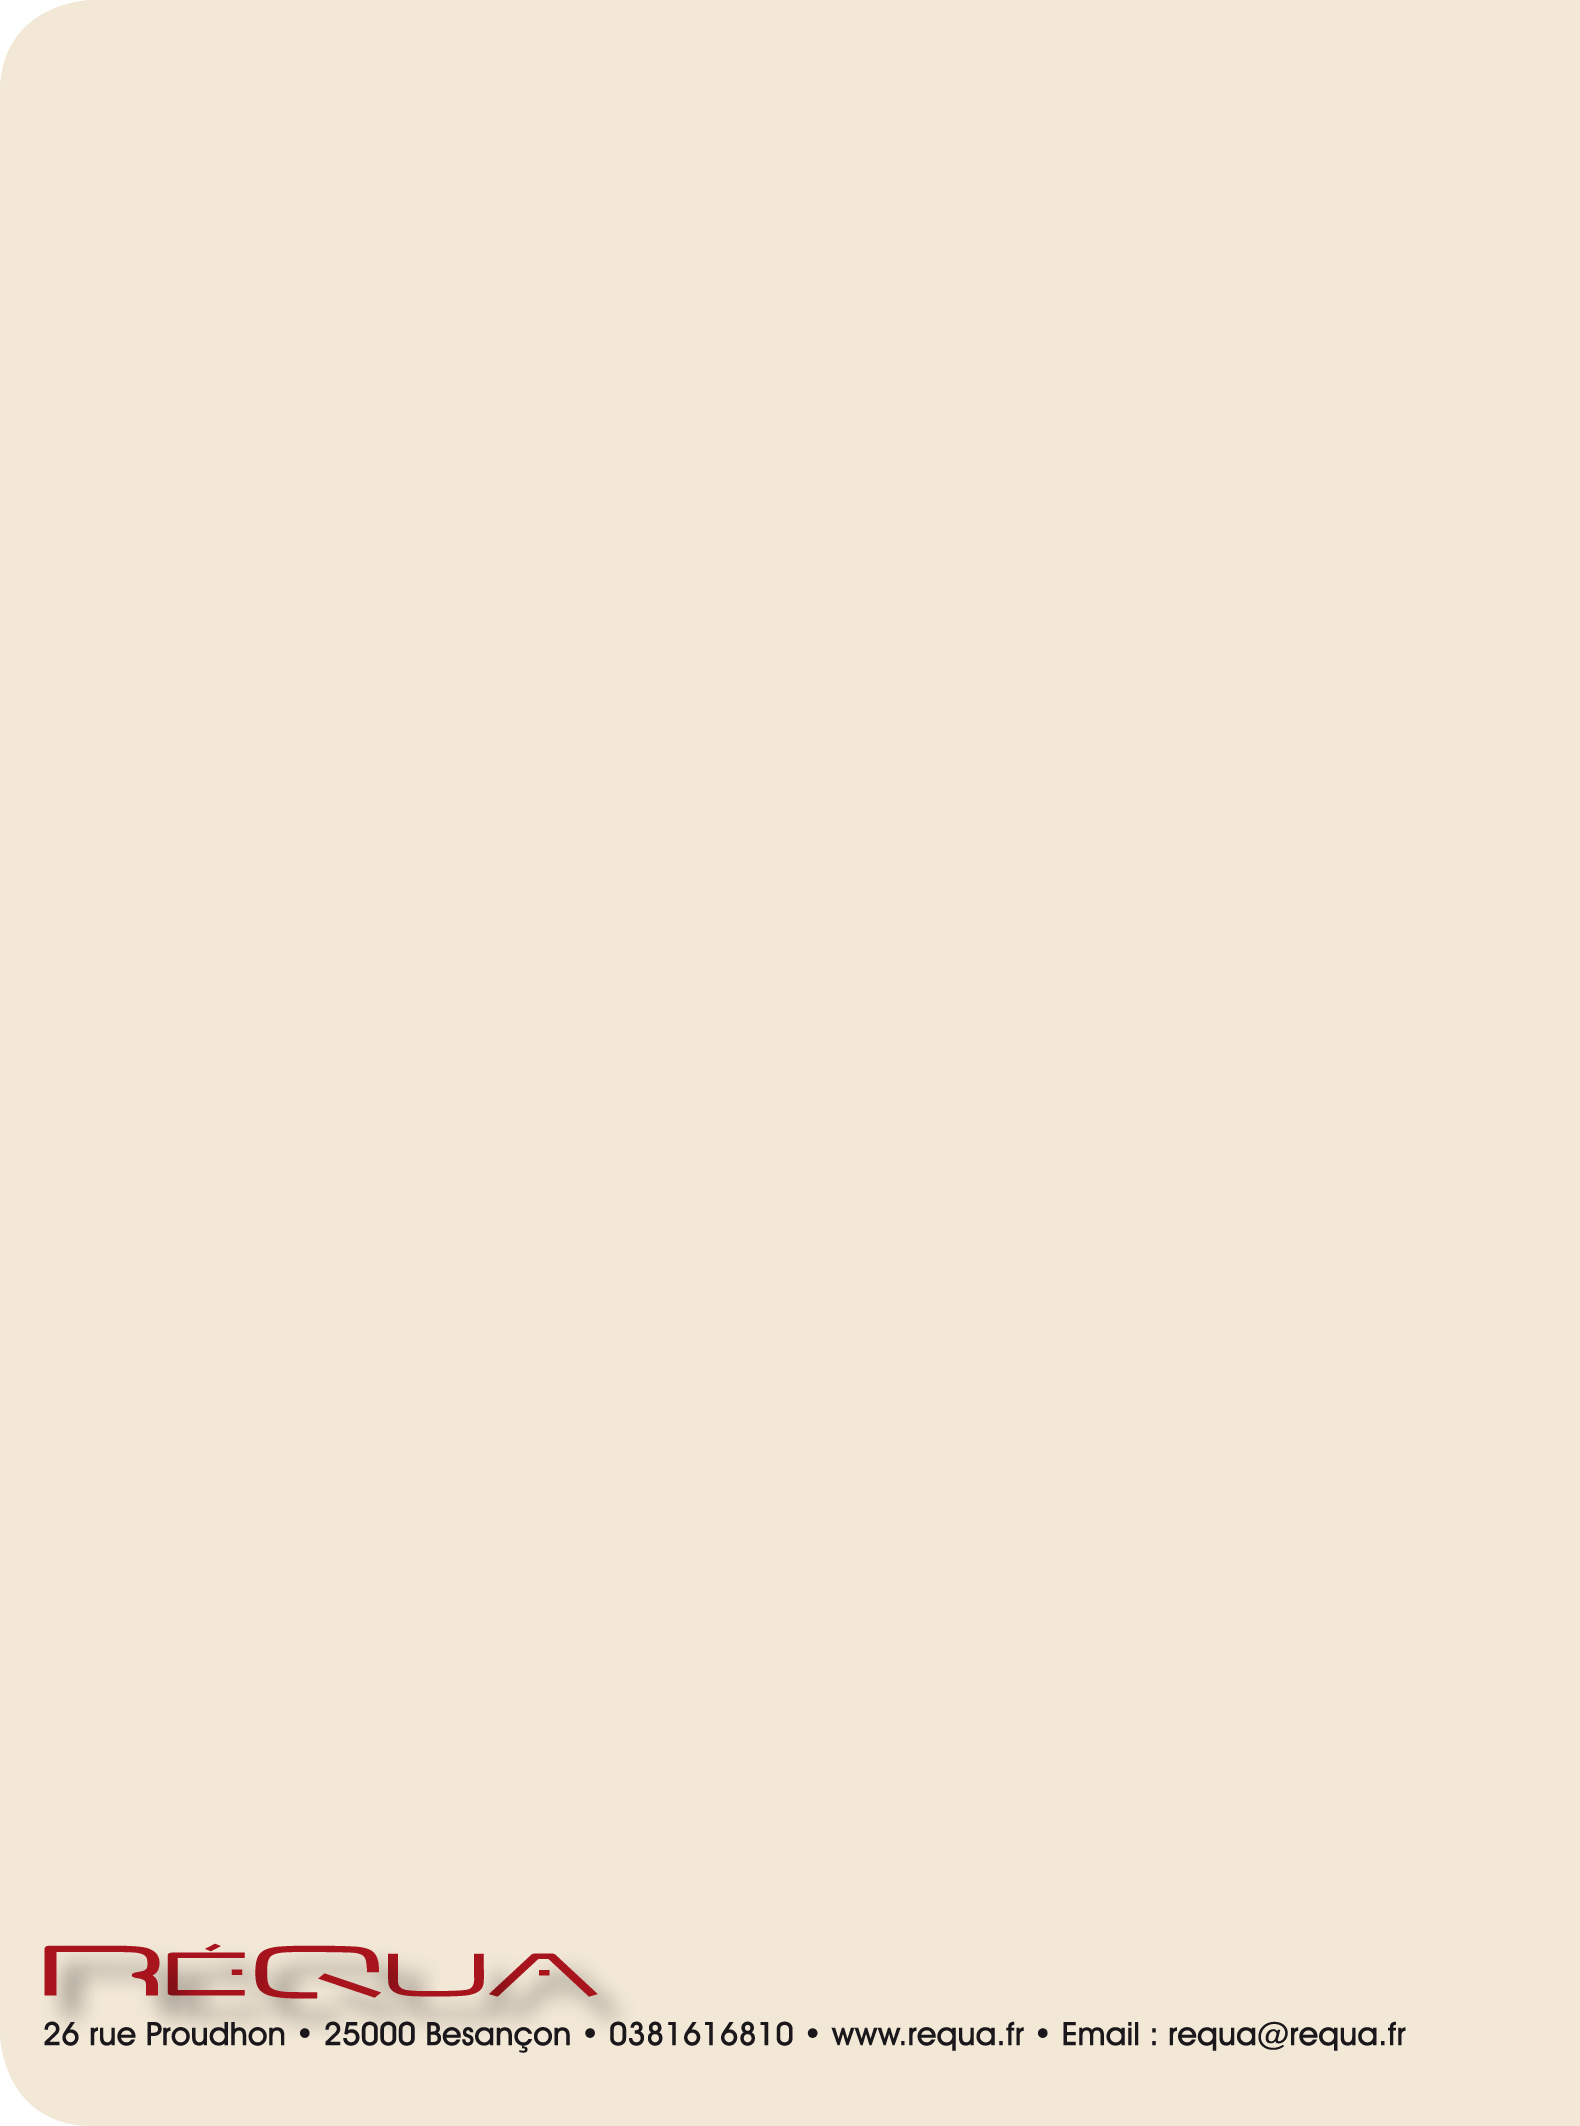 RÉQUA
26 rue Proudhon • 25000 Besançon • 0381616810 • www.requa.fr • Email : requa@requa.fr